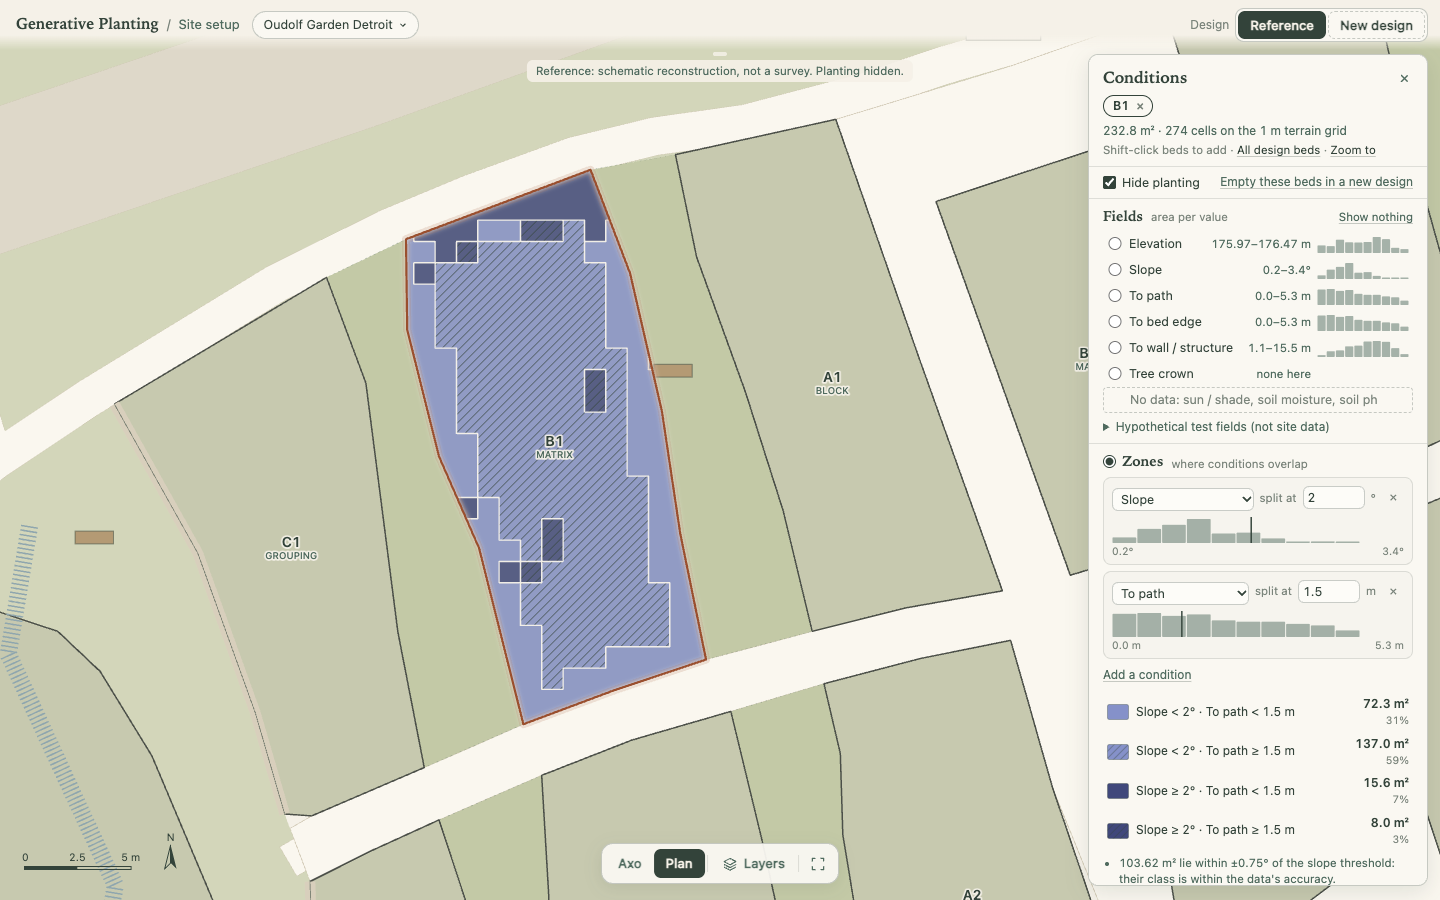 Generative Planting / Site setup Oudolf Garden Detroit
Design Reference New design
Reference: schematic reconstruction, not a survey. Planting hidden.
Conditions ×
B1 ×
232.8 m² · 274 cells on the 1 m terrain grid
Shift-click beds to add · All design beds · Zoom to
Hide planting Empty these beds in a new design
Fields area per value Show nothing
Elevation 175.97–176.47 m
Slope 0.2–3.4°
To path 0.0–5.3 m
To bed edge 0.0–5.3 m
To wall / structure 1.1–15.5 m
Tree crown none here
No data: sun / shade, soil moisture, soil ph
Hypothetical test fields (not site data)
Zones where conditions overlap
Slope split at 2 ° ×
0.2° 3.4°
To path split at 1.5 m ×
0.0 m 5.3 m
Add a condition
Slope < 2° · To path < 1.5 m 72.3 m²
31%
Slope < 2° · To path ≥ 1.5 m 137.0 m²
59%
Slope ≥ 2° · To path < 1.5 m 15.6 m²
7%
Slope ≥ 2° · To path ≥ 1.5 m 8.0 m²
3%
• 103.62 m² lie within ±0.75° of the slope threshold:
their class is within the data's accuracy.
A1
BLOCK
B
MA
B1
MATRIX
C1
GROUPING
A2
N
0 2.5 5 m
Axo Plan Layers